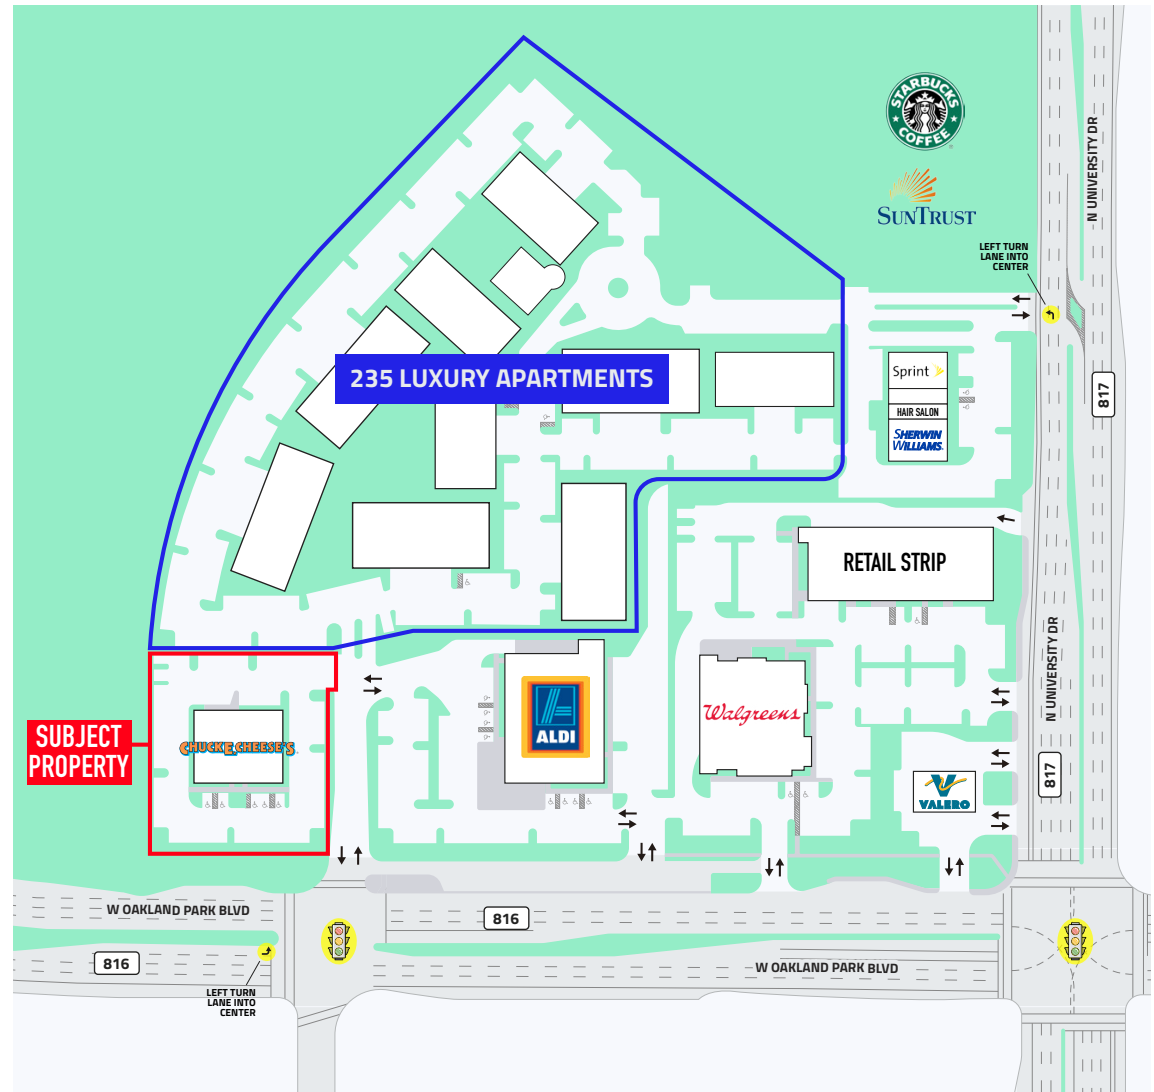 STARBUCKS
COFFEE
SUNTRUST
N UNIVERSITY DR
LEFT TURN
LANE INTO
CENTER
235 LUXURY APARTMENTS
Sprint
HAIR SALON
SHERWIN
WILLIAMS.
817
RETAIL STRIP
N UNIVERSITY DR
SUBJECT
PROPERTY
CHUCK E. CHEESE'S
ALDI
Walgreens
817
VALERO
W OAKLAND PARK BLVD
816
816
W OAKLAND PARK BLVD
LEFT TURN
LANE INTO
CENTER